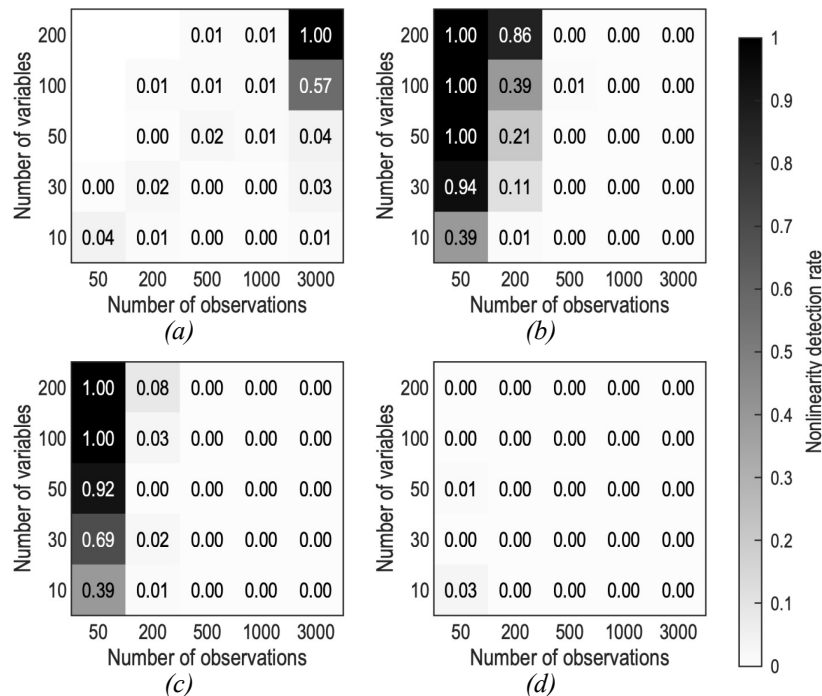 Number of variables
200 0.01 0.01 1.00
100 0.01 0.01 0.01 0.57
50 0.00 0.02 0.01 0.04
30 0.00 0.02 0.00 0.00 0.03
10 0.04 0.01 0.00 0.00 0.01
50 200 500 1000 3000
Number of observations
(a)
Number of variables
200 1.00 0.86 0.00 0.00 0.00
100 1.00 0.39 0.01 0.00 0.00
50 1.00 0.21 0.00 0.00 0.00
30 0.94 0.11 0.00 0.00 0.00
10 0.39 0.01 0.00 0.00 0.00
50 200 500 1000 3000
Number of observations
(b)
Number of variables
200 1.00 0.08 0.00 0.00 0.00
100 1.00 0.03 0.00 0.00 0.00
50 0.92 0.00 0.00 0.00 0.00
30 0.69 0.02 0.00 0.00 0.00
10 0.39 0.01 0.00 0.00 0.00
50 200 500 1000 3000
Number of observations
(c)
Number of variables
200 0.00 0.00 0.00 0.00 0.00
100 0.00 0.00 0.00 0.00 0.00
50 0.01 0.00 0.00 0.00 0.00
30 0.00 0.00 0.00 0.00 0.00
10 0.03 0.00 0.00 0.00 0.00
50 200 500 1000 3000
Number of observations
(d)
1
0.9
0.8
0.7
0.6
0.5
0.4
0.3
0.2
0.1
0
Nonlinearity detection rate